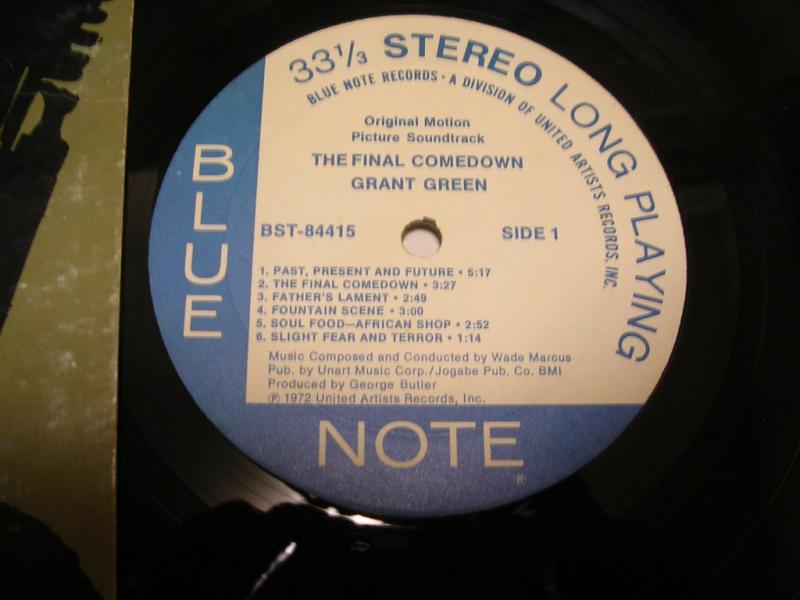 33 1/3 STEREO LONG PLAYING
BLUE NOTE RECORDS • A DIVISION OF UNITED ARTISTS RECORDS, INC.
Original Motion
Picture Soundtrack
THE FINAL COMEDOWN
GRANT GREEN
BST-84415 SIDE 1
1. PAST, PRESENT AND FUTURE • 5:17
2. THE FINAL COMEDOWN • 3:27
3. FATHER'S LAMENT • 2:49
4. FOUNTAIN SCENE • 3:00
5. SOUL FOOD—AFRICAN SHOP • 2:52
6. SLIGHT FEAR AND TERROR • 1:14
Music Composed and Conducted by Wade Marcus
Pub. by Unart Music Corp./Jogabe Pub. Co. BMI
Produced by George Butler
℗ 1972 United Artists Records, Inc.
BLUE
NOTE®